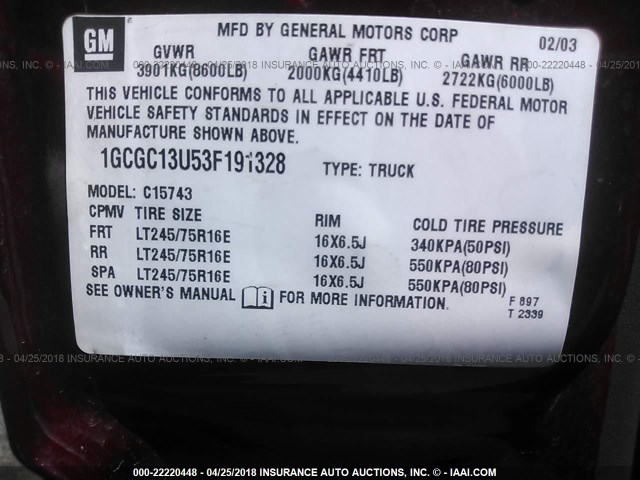 GM
MFD BY GENERAL MOTORS CORP
02/03
GVWR GAWR FRT GAWR RR
3901KG(8600LB) 2000KG(4410LB) 2722KG(6000LB)
THIS VEHICLE CONFORMS TO ALL APPLICABLE U.S. FEDERAL MOTOR
VEHICLE SAFETY STANDARDS IN EFFECT ON THE DATE OF
MANUFACTURE SHOWN ABOVE.
1GCGC13U53F191328 TYPE: TRUCK
MODEL: C15743
CPMV TIRE SIZE RIM COLD TIRE PRESSURE
FRT LT245/75R16E 16X6.5J 340KPA(50PSI)
RR LT245/75R16E 16X6.5J 550KPA(80PSI)
SPA LT245/75R16E 16X6.5J 550KPA(80PSI)
SEE OWNER'S MANUAL i FOR MORE INFORMATION.
F 897
T 2339
000-22220448 - 04/25/2018 INSURANCE AUTO AUCTIONS - © - IAAI.COM